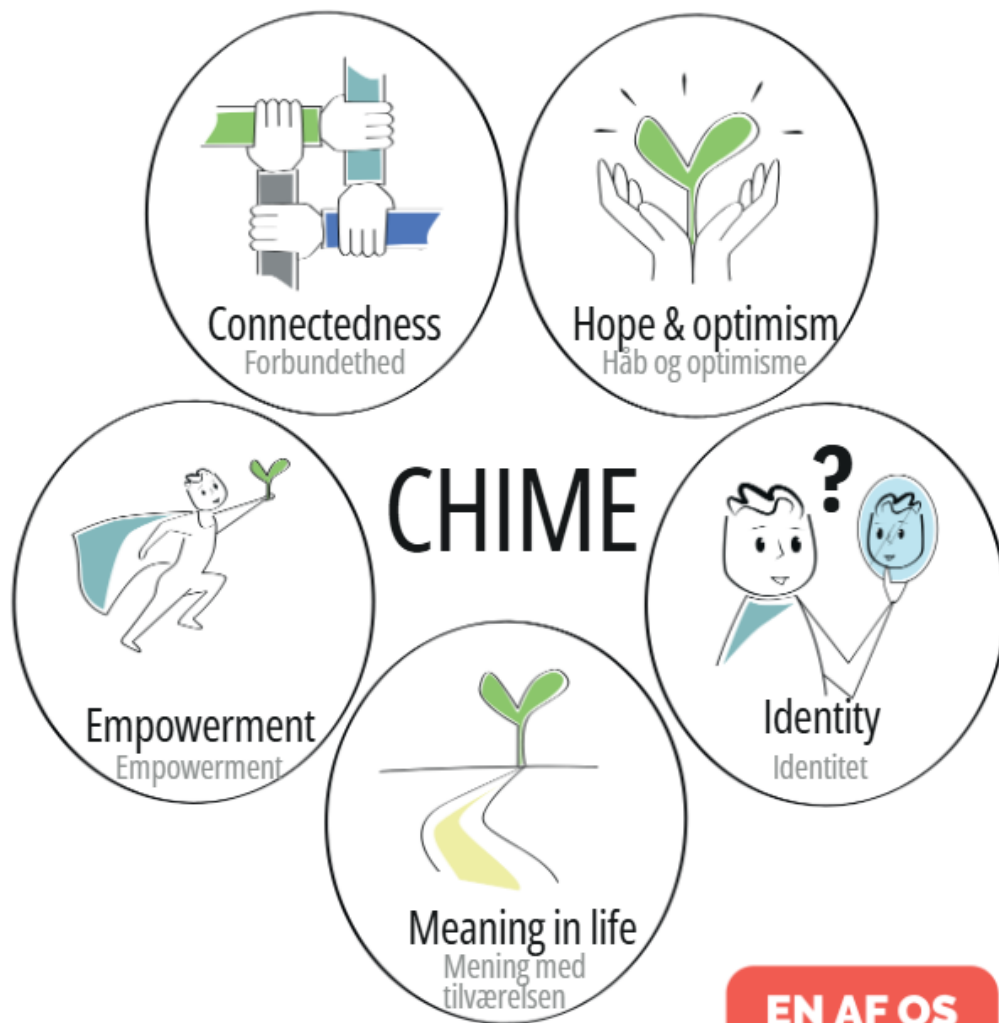 Connectedness
Forbundethed
Hope & optimism
Håb og optimisme
CHIME
?
Empowerment
Empowerment
Identity
Identitet
Meaning in life
Mening med
tilværelsen
EN AF OS